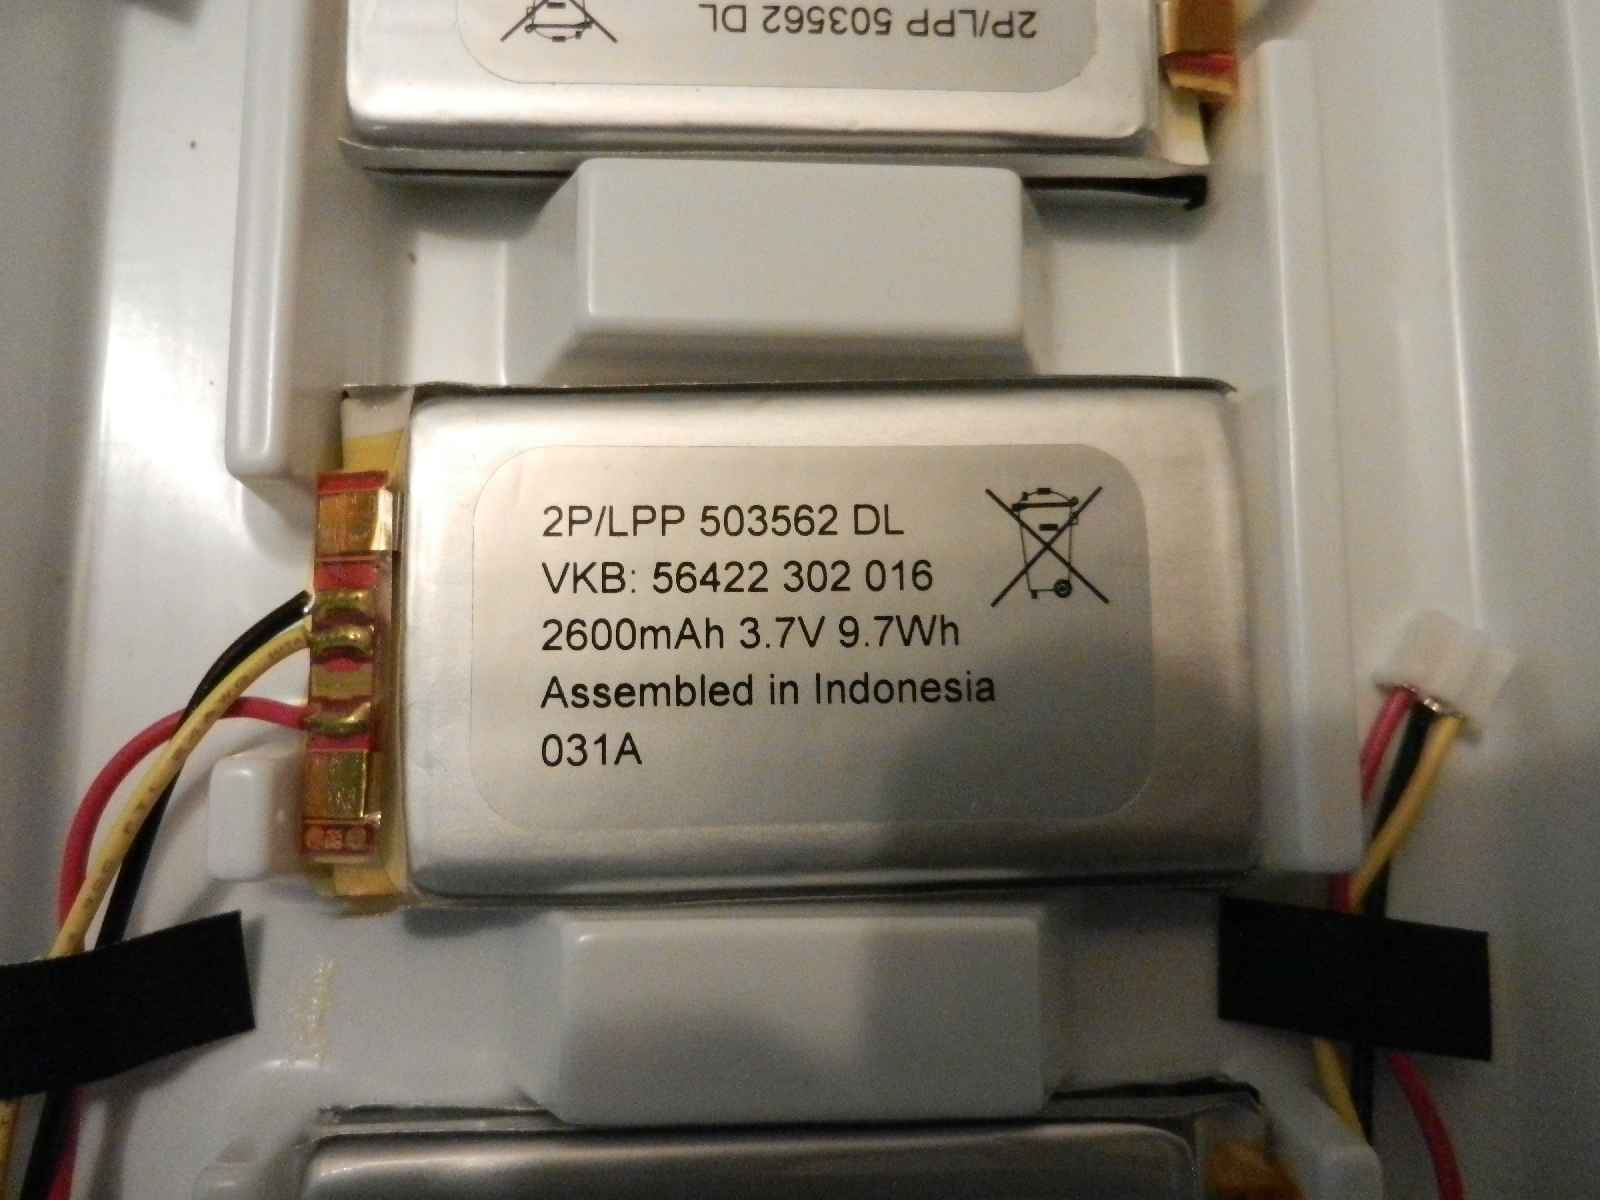 2P/LPP 503562 DL
2P/LPP 503562 DL
VKB: 56422 302 016
2600mAh 3.7V 9.7Wh
Assembled in Indonesia
031A